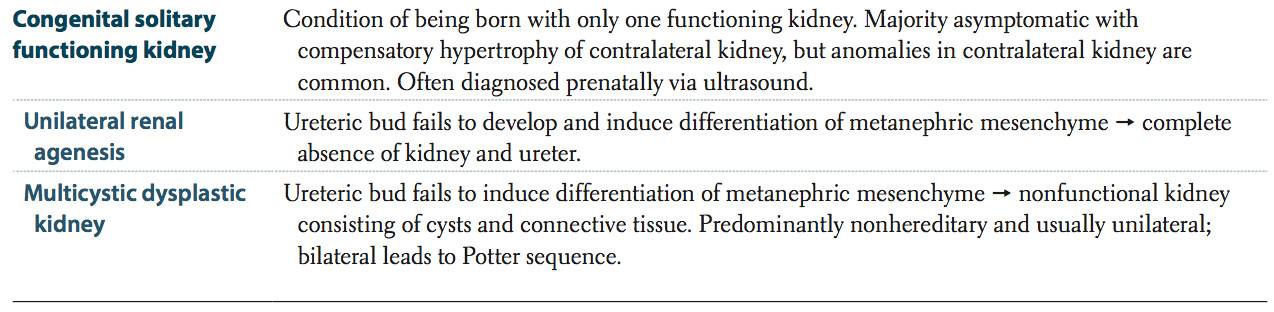 Congenital solitary functioning kidney
Condition of being born with only one functioning kidney. Majority asymptomatic with
compensatory hypertrophy of contralateral kidney, but anomalies in contralateral kidney are
common. Often diagnosed prenatally via ultrasound.
Unilateral renal agenesis
Ureteric bud fails to develop and induce differentiation of metanephric mesenchyme → complete
absence of kidney and ureter.
Multicystic dysplastic kidney
Ureteric bud fails to induce differentiation of metanephric mesenchyme → nonfunctional kidney
consisting of cysts and connective tissue. Predominantly nonhereditary and usually unilateral;
bilateral leads to Potter sequence.